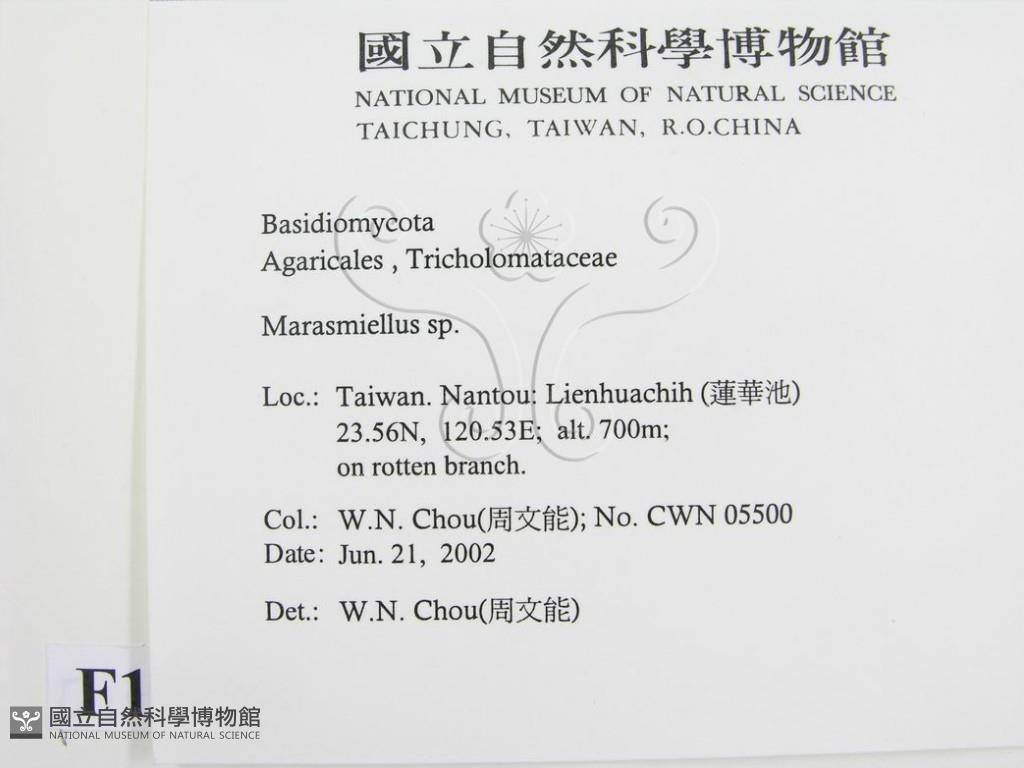 國立自然科學博物館
NATIONAL MUSEUM OF NATURAL SCIENCE
TAICHUNG, TAIWAN, R.O.CHINA
Basidiomycota
Agaricales , Tricholomataceae
Marasmiellus sp.
Loc.: Taiwan. Nantou: Lienhuachih (蓮華池)
23.56N, 120.53E; alt. 700m;
on rotten branch.
Col.: W.N. Chou(周文能); No. CWN 05500
Date: Jun. 21, 2002
Det.: W.N. Chou(周文能)
F1
國立自然科學博物館
NATIONAL MUSEUM OF NATURAL SCIENCE